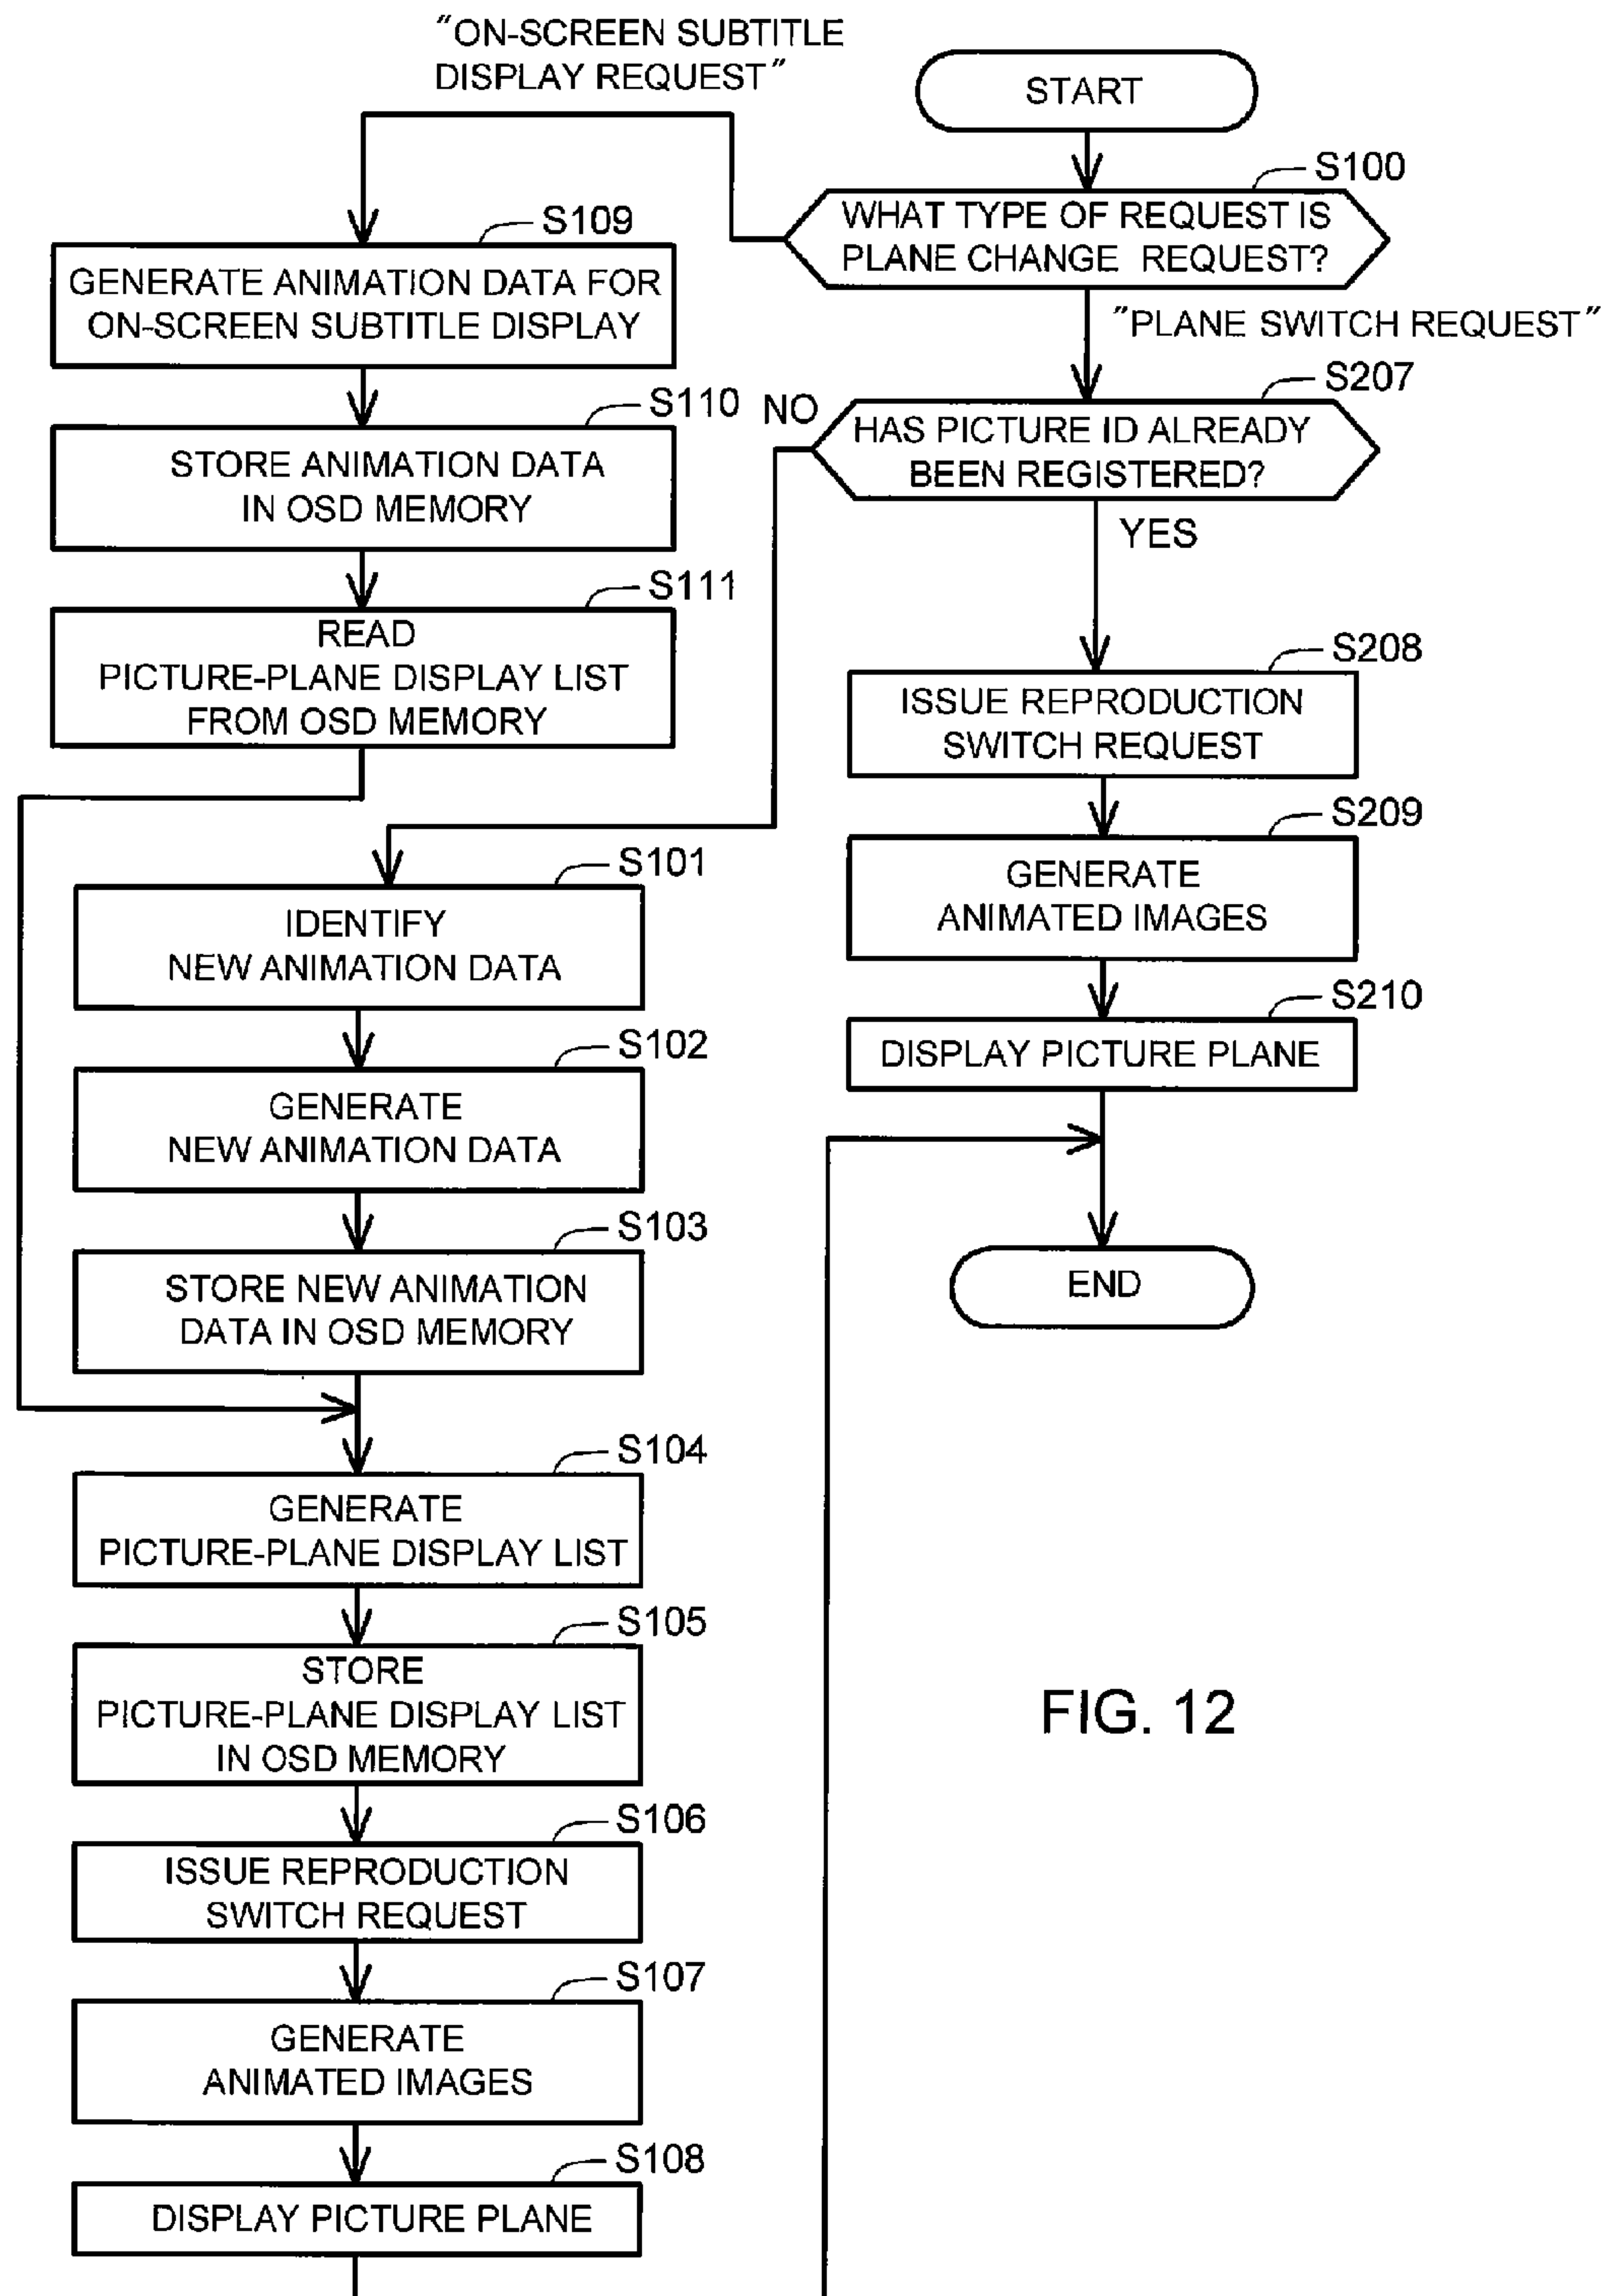 "ON-SCREEN SUBTITLE
DISPLAY REQUEST"
START
S100
WHAT TYPE OF REQUEST IS
PLANE CHANGE REQUEST?
"PLANE SWITCH REQUEST"
S109
GENERATE ANIMATION DATA FOR
ON-SCREEN SUBTITLE DISPLAY
S110
STORE ANIMATION DATA
IN OSD MEMORY
S111
READ
PICTURE-PLANE DISPLAY LIST
FROM OSD MEMORY
S207
HAS PICTURE ID ALREADY
BEEN REGISTERED?
NO
YES
S208
ISSUE REPRODUCTION
SWITCH REQUEST
S209
GENERATE
ANIMATED IMAGES
S210
DISPLAY PICTURE PLANE
END
S101
IDENTIFY
NEW ANIMATION DATA
S102
GENERATE
NEW ANIMATION DATA
S103
STORE NEW ANIMATION
DATA IN OSD MEMORY
S104
GENERATE
PICTURE-PLANE DISPLAY LIST
S105
STORE
PICTURE-PLANE DISPLAY LIST
IN OSD MEMORY
S106
ISSUE REPRODUCTION
SWITCH REQUEST
S107
GENERATE
ANIMATED IMAGES
S108
DISPLAY PICTURE PLANE
FIG. 12